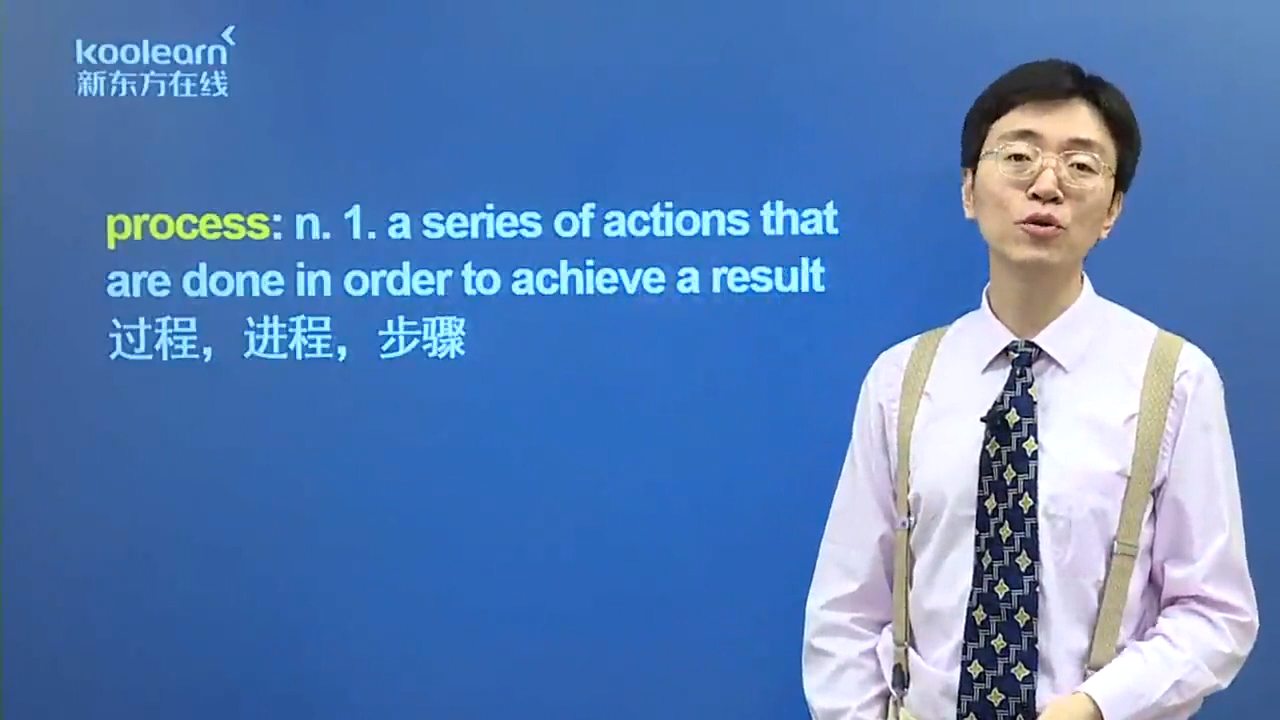 koolearn
新东方在线
process: n. 1. a series of actions that
are done in order to achieve a result
过程，进程，步骤